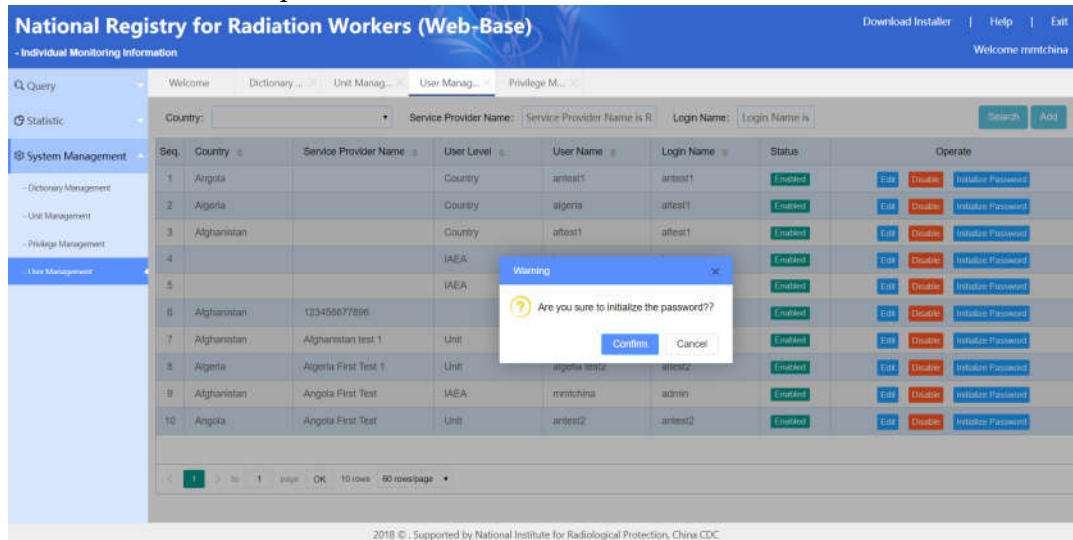 National Registry for Radiation Workers (Web-Base)
Download Installer | Help | Exit
- Individual Monitoring Information
Welcome mmtchina
Query
Welcome Dictionary ... Unit Manag... User Manag... Privilege M...
Statistic
Country: Service Provider Name: Service Provider Name is R Login Name: Login Name is Search Add
System Management
Seq. Country Service Provider Name User Level User Name Login Name Status Operate
- Dictionary Management
- Unit Management
- Privilege Management
- User Management
1 Angola Country antest1 antest1 Enabled Edit Disable Initialize Password
2 Algeria Country algeria altest1 Enabled Edit Disable Initialize Password
3 Afghanistan Country aftest1 aftest1 Enabled Edit Disable Initialize Password
4 IAEA Enabled Edit Disable Initialize Password
5 IAEA Enabled Edit Disable Initialize Password
6 Afghanistan Enabled Edit Disable Initialize Password
7 Afghanistan Afghanistan test 1 Unit Enabled Edit Disable Initialize Password
8 Algeria Algeria First Test 1 Unit algeria test2 altest2 Enabled Edit Disable Initialize Password
9 Afghanistan Angola First Test IAEA mmtchina admin Enabled Edit Disable Initialize Password
10 Angola Angola First Test Unit antest2 antest2 Enabled Edit Disable Initialize Password
Warning
Are you sure to initialize the password??
Confirm Cancel
1 to 1 page OK 10 rows 60 rows/page
2018 © . Supported by National Institute for Radiological Protection, China CDC